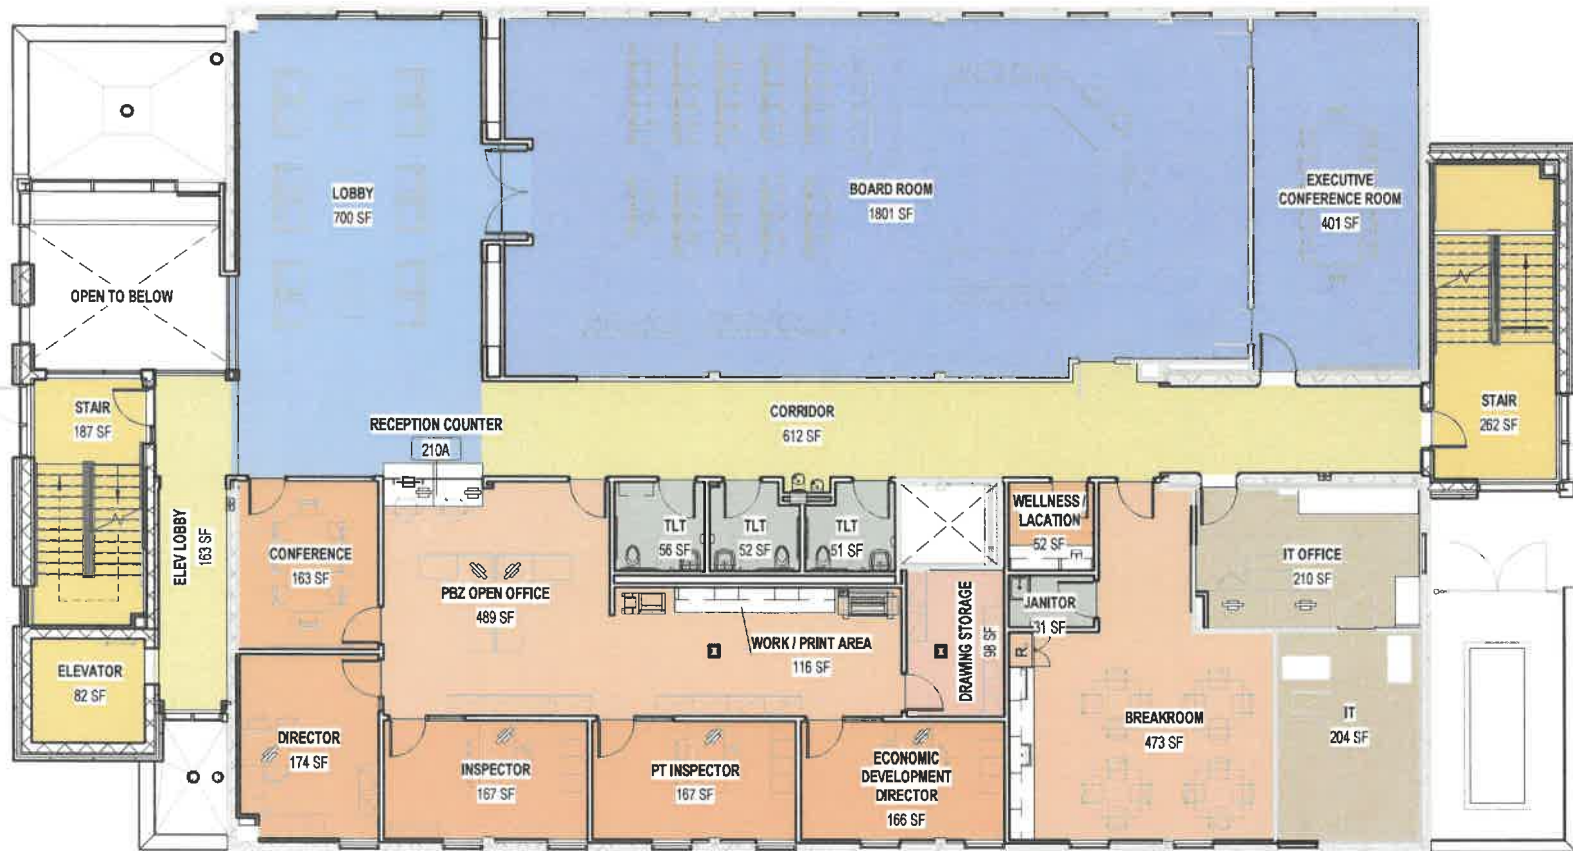 LOBBY
700 SF
BOARD ROOM
1801 SF
EXECUTIVE
CONFERENCE ROOM
401 SF
OPEN TO BELOW
STAIR
187 SF
RECEPTION COUNTER
210A
CORRIDOR
612 SF
STAIR
262 SF
ELEV LOBBY
163 SF
CONFERENCE
163 SF
PBZ OPEN OFFICE
489 SF
TLT
56 SF
TLT
52 SF
TLT
51 SF
WELLNESS /
LACATION
52 SF
IT OFFICE
210 SF
JANITOR
31 SF
WORK / PRINT AREA
116 SF
DRAWING STORAGE
98 SF
R
ELEVATOR
82 SF
DIRECTOR
174 SF
INSPECTOR
167 SF
PT INSPECTOR
167 SF
ECONOMIC
DEVELOPMENT
DIRECTOR
166 SF
BREAKROOM
473 SF
IT
204 SF